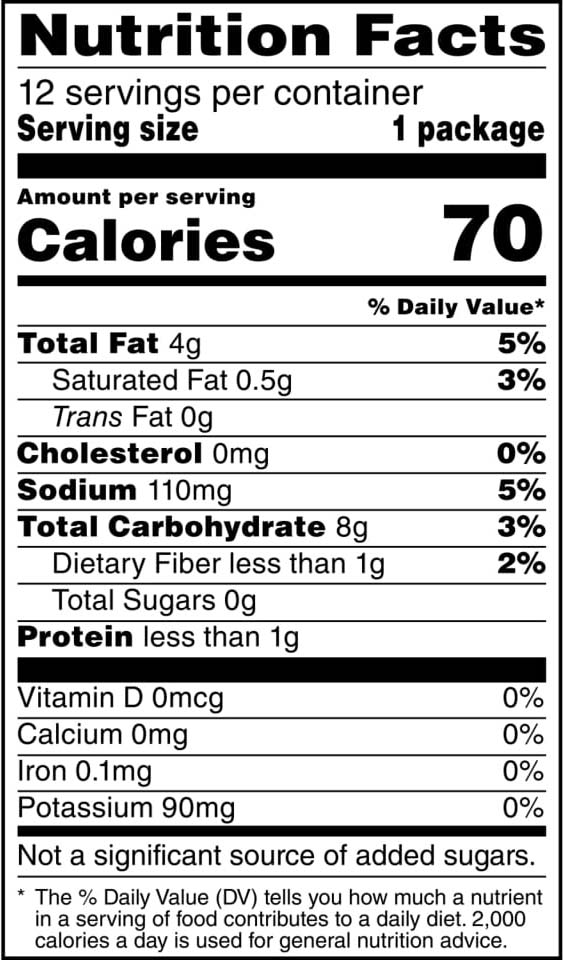 Nutrition Facts
12 servings per container
Serving size 1 package
Amount per serving
Calories 70
% Daily Value*
Total Fat 4g 5%
Saturated Fat 0.5g 3%
Trans Fat 0g
Cholesterol 0mg 0%
Sodium 110mg 5%
Total Carbohydrate 8g 3%
Dietary Fiber less than 1g 2%
Total Sugars 0g
Protein less than 1g
Vitamin D 0mcg 0%
Calcium 0mg 0%
Iron 0.1mg 0%
Potassium 90mg 0%
Not a significant source of added sugars.
* The % Daily Value (DV) tells you how much a nutrient
in a serving of food contributes to a daily diet. 2,000
calories a day is used for general nutrition advice.